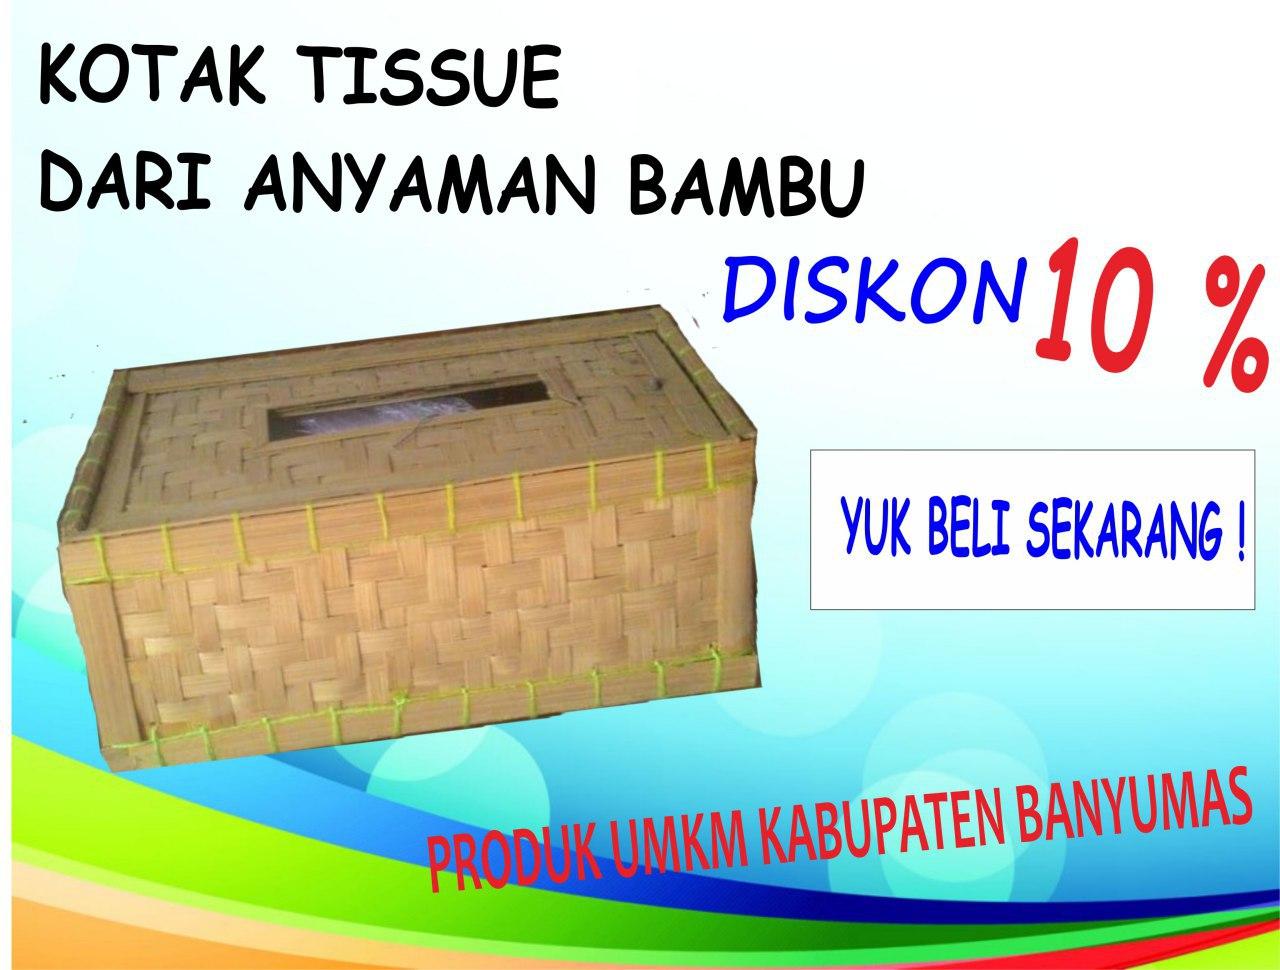 KOTAK TISSUE
DARI ANYAMAN BAMBU
DISKON 10 %
YUK BELI SEKARANG !
PRODUK UMKM KABUPATEN BANYUMAS